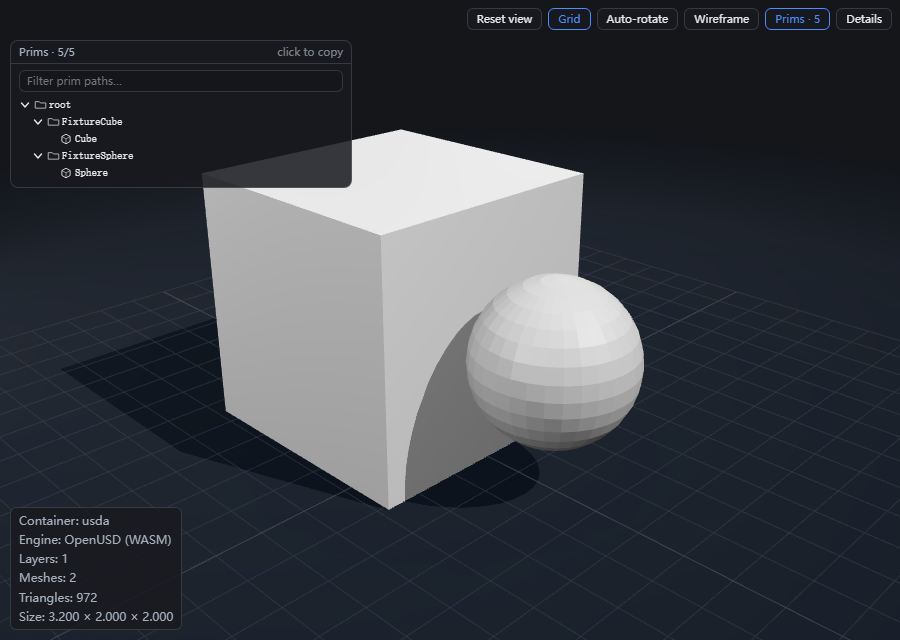 Reset view Grid Auto-rotate Wireframe Prims · 5 Details
Prims · 5/5 click to copy
Filter prim paths...
root
FixtureCube
Cube
FixtureSphere
Sphere
Container: usda
Engine: OpenUSD (WASM)
Layers: 1
Meshes: 2
Triangles: 972
Size: 3.200 × 2.000 × 2.000